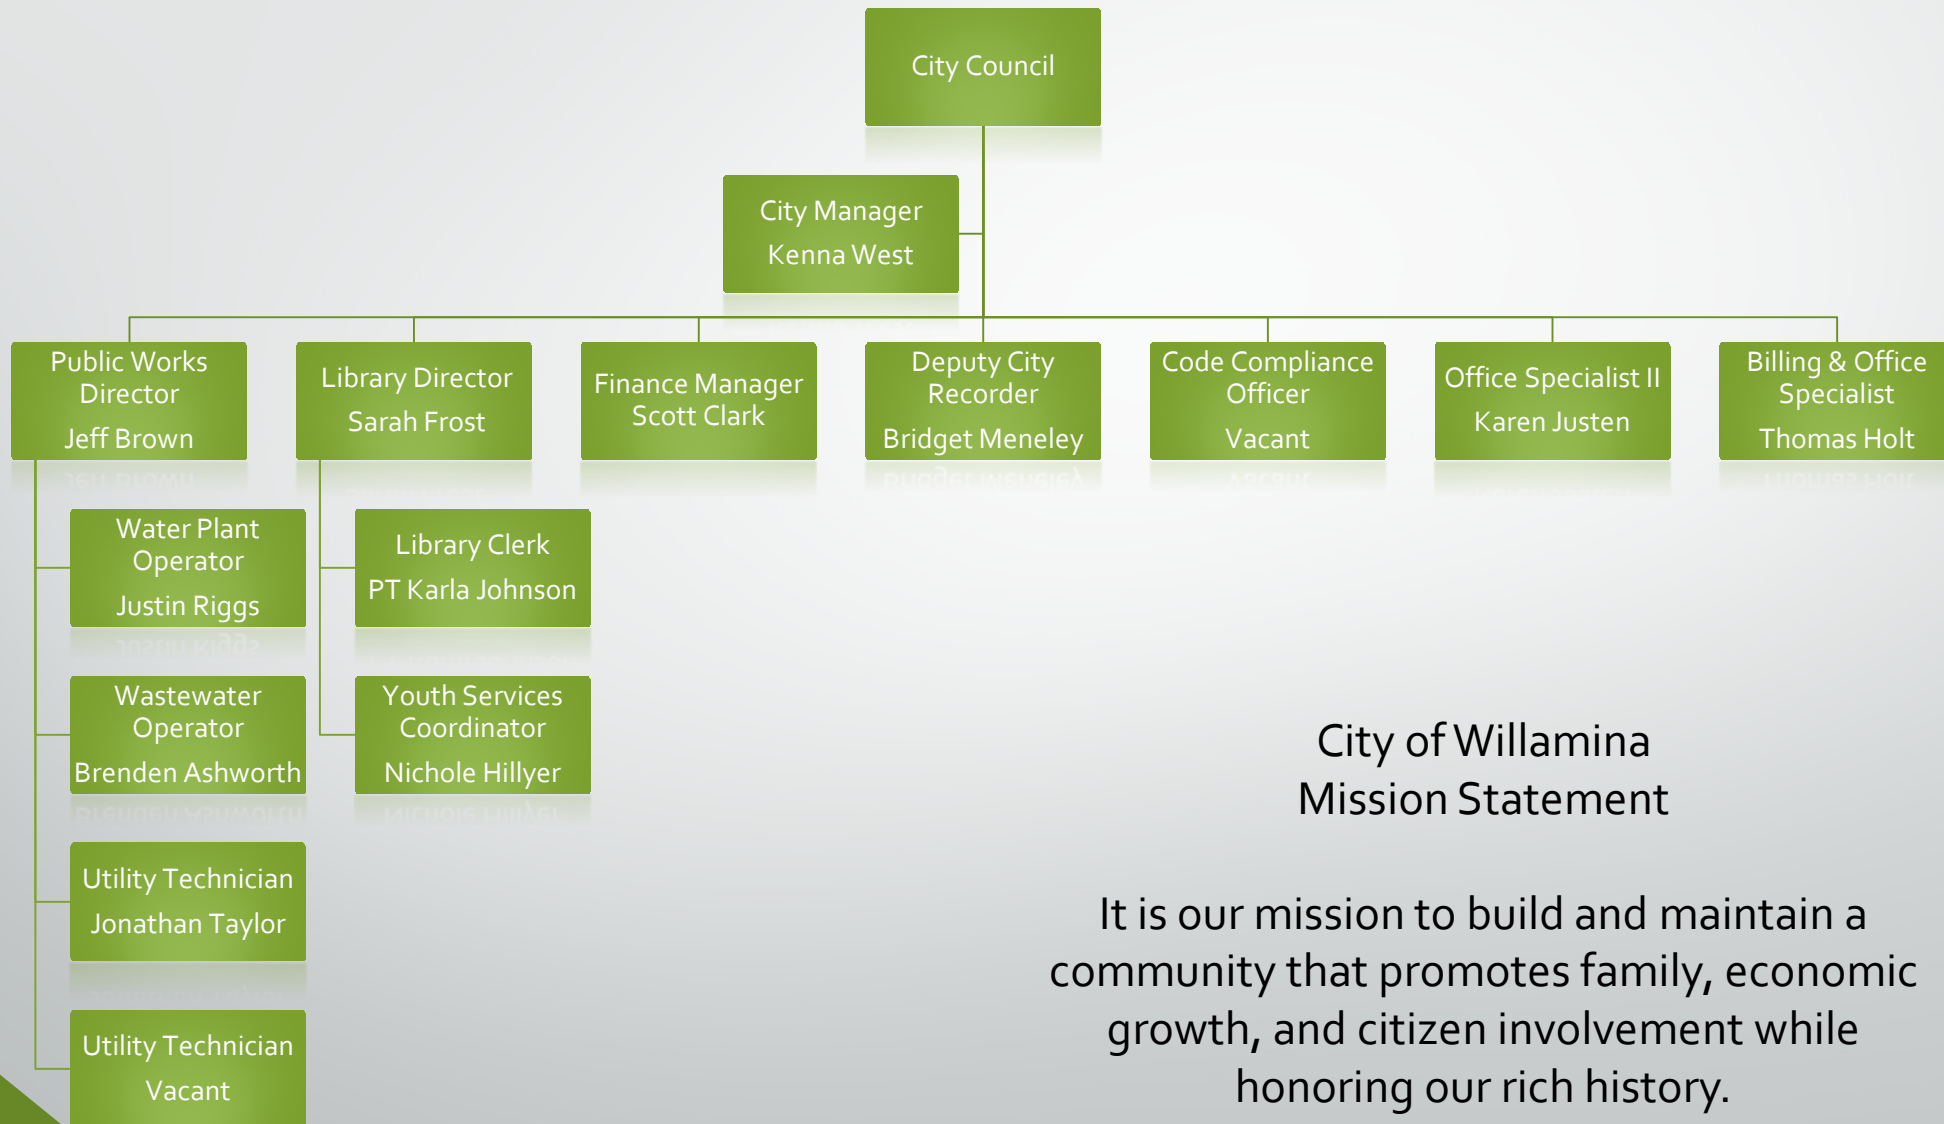 City Council
City Manager
Kenna West
Public Works
Director
Jeff Brown
Library Director
Sarah Frost
Finance Manager
Scott Clark
Deputy City
Recorder
Bridget Meneley
Code Compliance
Officer
Vacant
Office Specialist II
Karen Justen
Billing & Office
Specialist
Thomas Holt
Water Plant
Operator
Justin Riggs
Wastewater
Operator
Brenden Ashworth
Utility Technician
Jonathan Taylor
Utility Technician
Vacant
Library Clerk
PT Karla Johnson
Youth Services
Coordinator
Nichole Hillyer
City of Willamina
Mission Statement
It is our mission to build and maintain a
community that promotes family, economic
growth, and citizen involvement while
honoring our rich history.